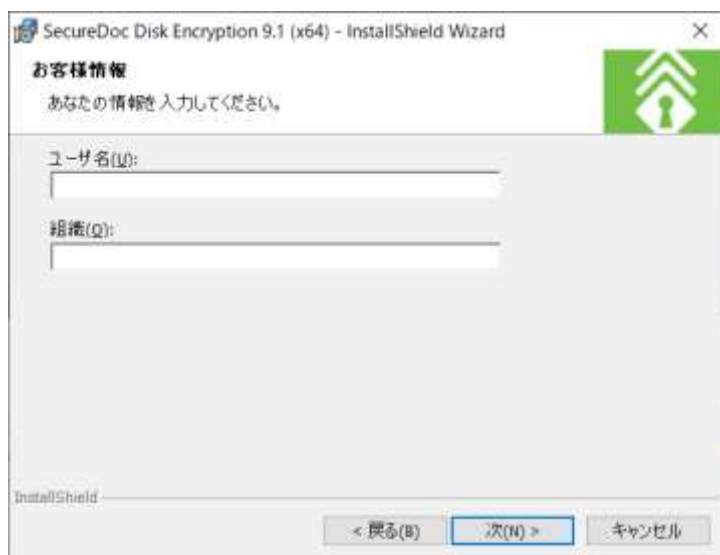 SecureDoc Disk Encryption 9.1 (x64) - InstallShield Wizard
お客様情報
あなたの情報を入力してください。
ユーザ名(U):
組織(O):
InstallShield
< 戻る(B)
次(N) >
キャンセル